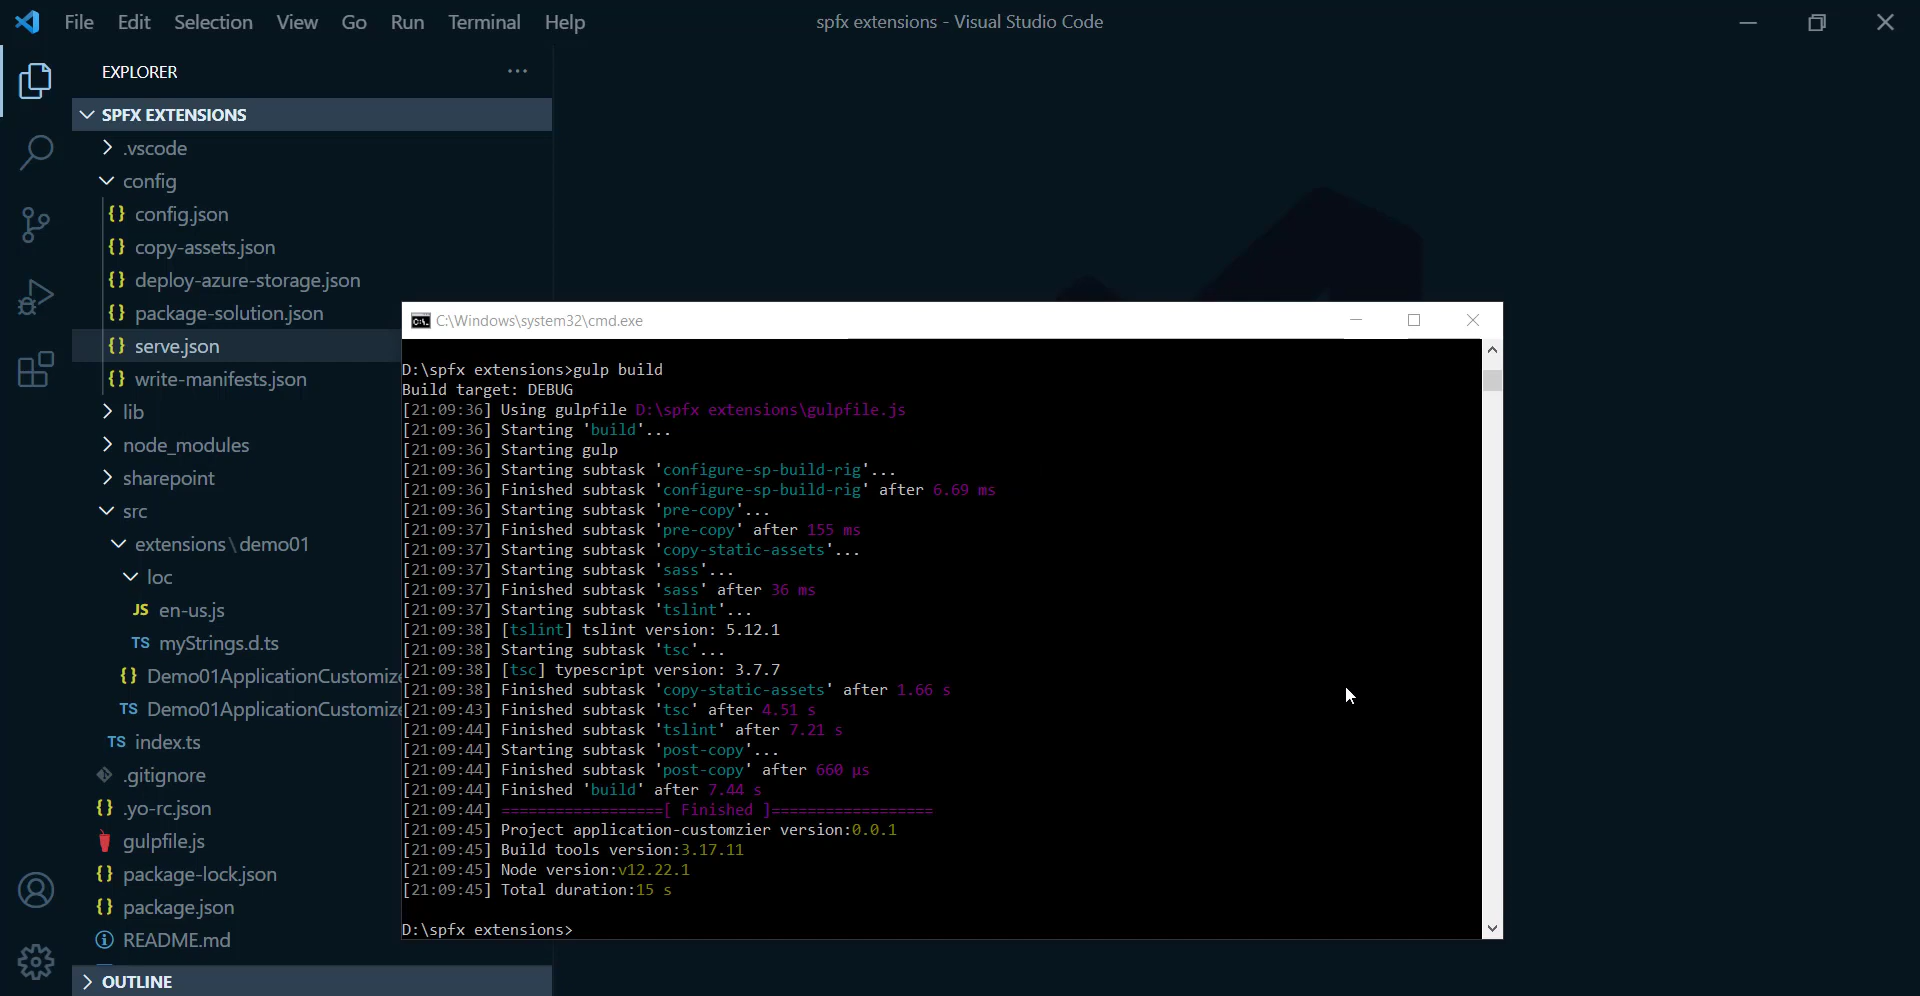 File Edit Selection View Go Run Terminal Help
spfx extensions - Visual Studio Code
EXPLORER
SPFX EXTENSIONS
.vscode
config
{} config.json
{} copy-assets.json
{} deploy-azure-storage.json
{} package-solution.json
{} serve.json
{} write-manifests.json
lib
node_modules
sharepoint
src
extensions\demo01
loc
JS en-us.js
TS myStrings.d.ts
{} Demo01ApplicationCustomize
TS Demo01ApplicationCustomize
TS index.ts
.gitignore
{} .yo-rc.json
gulpfile.js
{} package-lock.json
{} package.json
README.md
OUTLINE
C:\Windows\system32\cmd.exe
D:\spfx extensions>gulp build
Build target: DEBUG
[21:09:36] Using gulpfile D:\spfx extensions\gulpfile.js
[21:09:36] Starting 'build'...
[21:09:36] Starting gulp
[21:09:36] Starting subtask 'configure-sp-build-rig'...
[21:09:36] Finished subtask 'configure-sp-build-rig' after 6.69 ms
[21:09:36] Starting subtask 'pre-copy'...
[21:09:37] Finished subtask 'pre-copy' after 155 ms
[21:09:37] Starting subtask 'copy-static-assets'...
[21:09:37] Starting subtask 'sass'...
[21:09:37] Finished subtask 'sass' after 36 ms
[21:09:37] Starting subtask 'tslint'...
[21:09:38] [tslint] tslint version: 5.12.1
[21:09:38] Starting subtask 'tsc'...
[21:09:38] [tsc] typescript version: 3.7.7
[21:09:38] Finished subtask 'copy-static-assets' after 1.66 s
[21:09:43] Finished subtask 'tsc' after 4.51 s
[21:09:44] Finished subtask 'tslint' after 7.21 s
[21:09:44] Starting subtask 'post-copy'...
[21:09:44] Finished subtask 'post-copy' after 660 μs
[21:09:44] Finished 'build' after 7.44 s
[21:09:44] ==================[ Finished ]==================
[21:09:45] Project application-customzier version:0.0.1
[21:09:45] Build tools version:3.17.11
[21:09:45] Node version:v12.22.1
[21:09:45] Total duration:15 s
D:\spfx extensions>